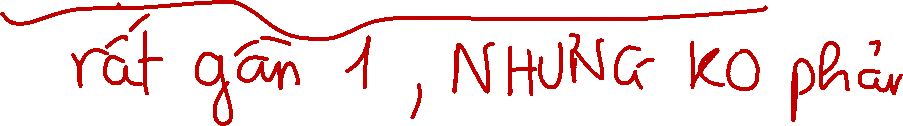 rất gần 1, NHƯNG KO phải